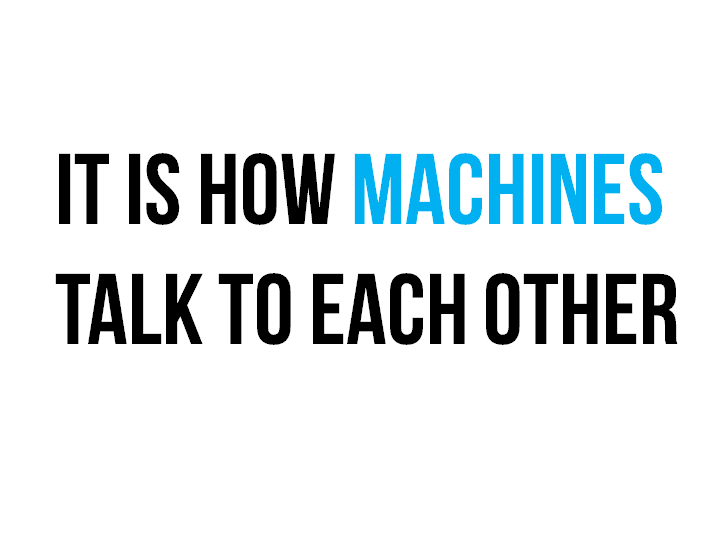 IT IS HOW MACHINES
TALK TO EACH OTHER